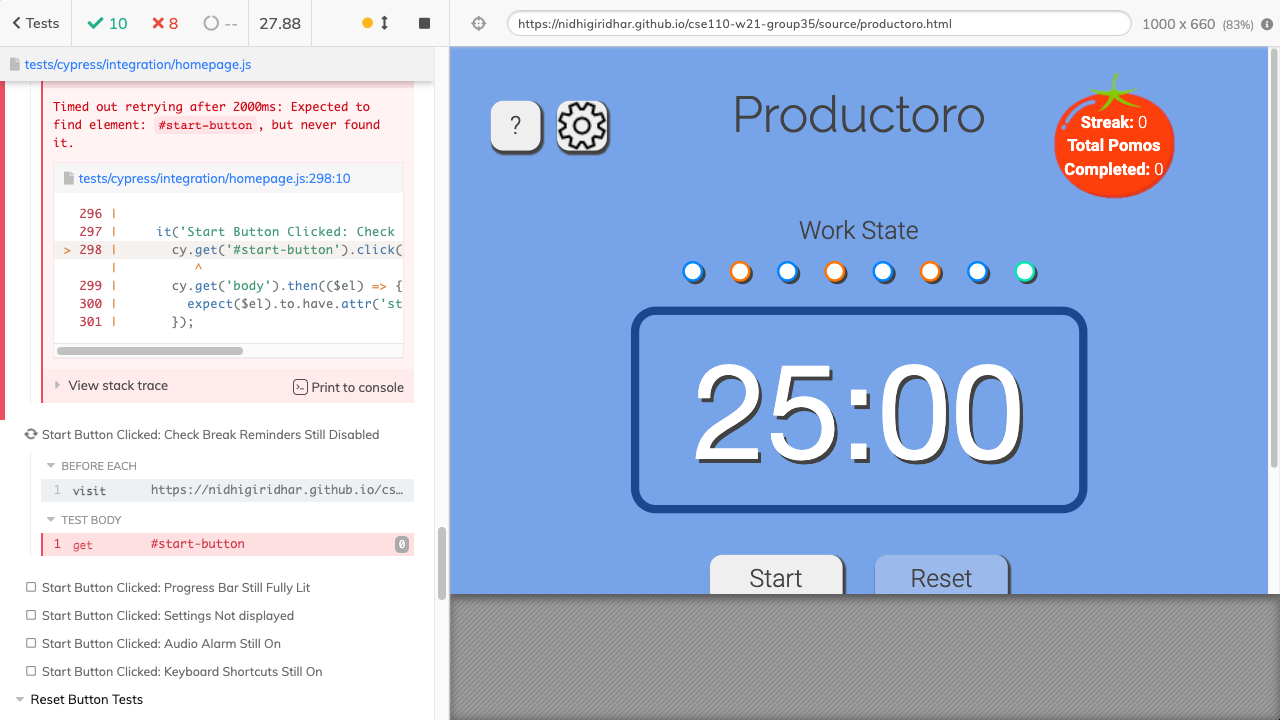 Tests
10
8
--
27.88
https://nidhigiridhar.github.io/cse110-w21-group35/source/productoro.html
1000 x 660 (83%)
tests/cypress/integration/homepage.js
Timed out retrying after 2000ms: Expected to
find element: #start-button, but never found
it.
tests/cypress/integration/homepage.js:298:10
296 |
297 | it('Start Button Clicked: Check
> 298 | cy.get('#start-button').click(
| ^
299 | cy.get('body').then(($el) => {
300 | expect($el).to.have.attr('st
301 | });
View stack trace
Print to console
Start Button Clicked: Check Break Reminders Still Disabled
BEFORE EACH
1 visit https://nidhigiridhar.github.io/cs…
TEST BODY
1 get #start-button 0
Start Button Clicked: Progress Bar Still Fully Lit
Start Button Clicked: Settings Not displayed
Start Button Clicked: Audio Alarm Still On
Start Button Clicked: Keyboard Shortcuts Still On
Reset Button Tests
?
Productoro
Streak: 0
Total Pomos
Completed: 0
Work State
25:00
Start
Reset